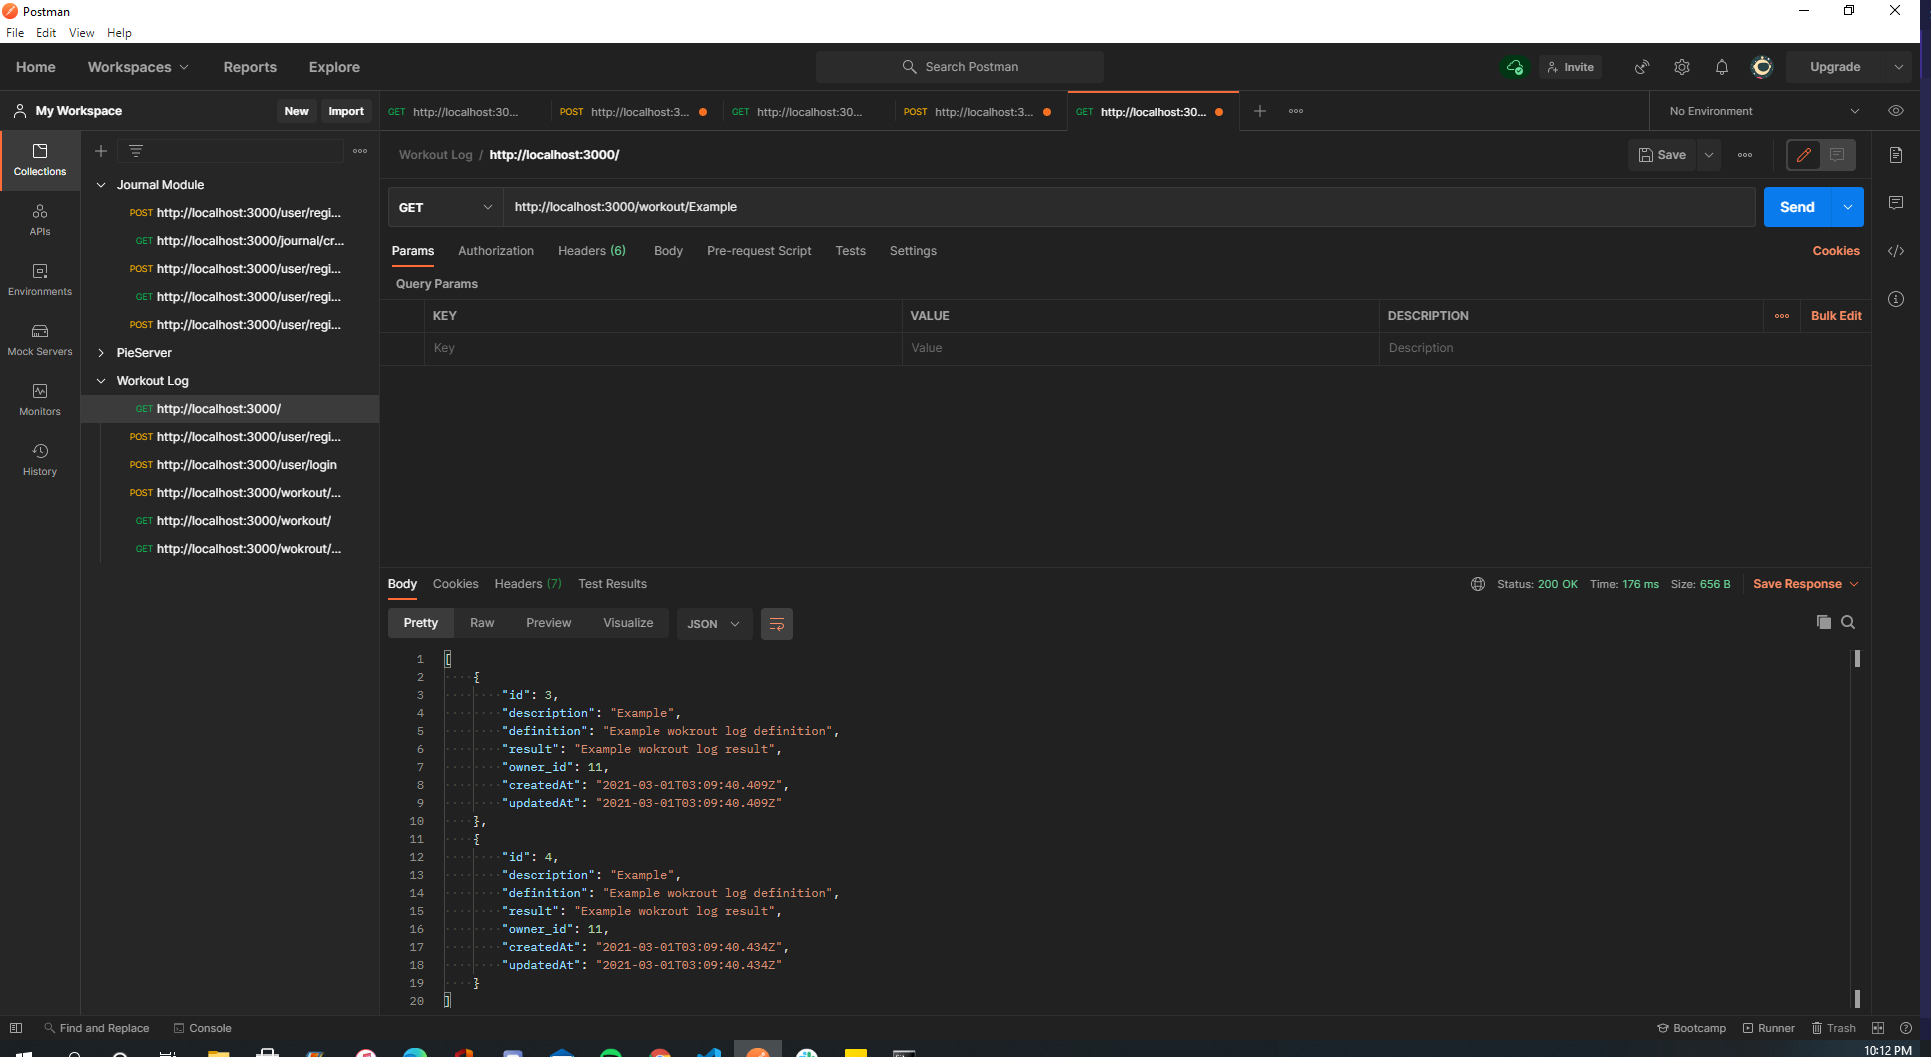 Postman
File Edit View Help
Home Workspaces Reports Explore Search Postman Invite Upgrade
My Workspace New Import GET http://localhost:30... POST http://localhost:3... GET http://localhost:30... POST http://localhost:3... GET http://localhost:30... No Environment
Collections
APIs
Environments
Mock Servers
Monitors
History
Journal Module
POST http://localhost:3000/user/regi...
GET http://localhost:3000/journal/cr...
POST http://localhost:3000/user/regi...
GET http://localhost:3000/user/regi...
POST http://localhost:3000/user/regi...
PieServer
Workout Log
GET http://localhost:3000/
POST http://localhost:3000/user/regi...
POST http://localhost:3000/user/login
POST http://localhost:3000/workout/...
GET http://localhost:3000/workout/
GET http://localhost:3000/wokrout/...
Workout Log / http://localhost:3000/ Save
GET http://localhost:3000/workout/Example Send
Params Authorization Headers (6) Body Pre-request Script Tests Settings Cookies
Query Params
KEY VALUE DESCRIPTION Bulk Edit
Key Value Description
Body Cookies Headers (7) Test Results Status: 200 OK Time: 176 ms Size: 656 B Save Response
Pretty Raw Preview Visualize JSON
1 [
2 {
3 "id": 3,
4 "description": "Example",
5 "definition": "Example wokrout log definition",
6 "result": "Example wokrout log result",
7 "owner_id": 11,
8 "createdAt": "2021-03-01T03:09:40.409Z",
9 "updatedAt": "2021-03-01T03:09:40.409Z"
10 },
11 {
12 "id": 4,
13 "description": "Example",
14 "definition": "Example wokrout log definition",
15 "result": "Example wokrout log result",
16 "owner_id": 11,
17 "createdAt": "2021-03-01T03:09:40.434Z",
18 "updatedAt": "2021-03-01T03:09:40.434Z"
19 }
20 ]
Find and Replace Console Bootcamp Runner Trash
10:12 PM